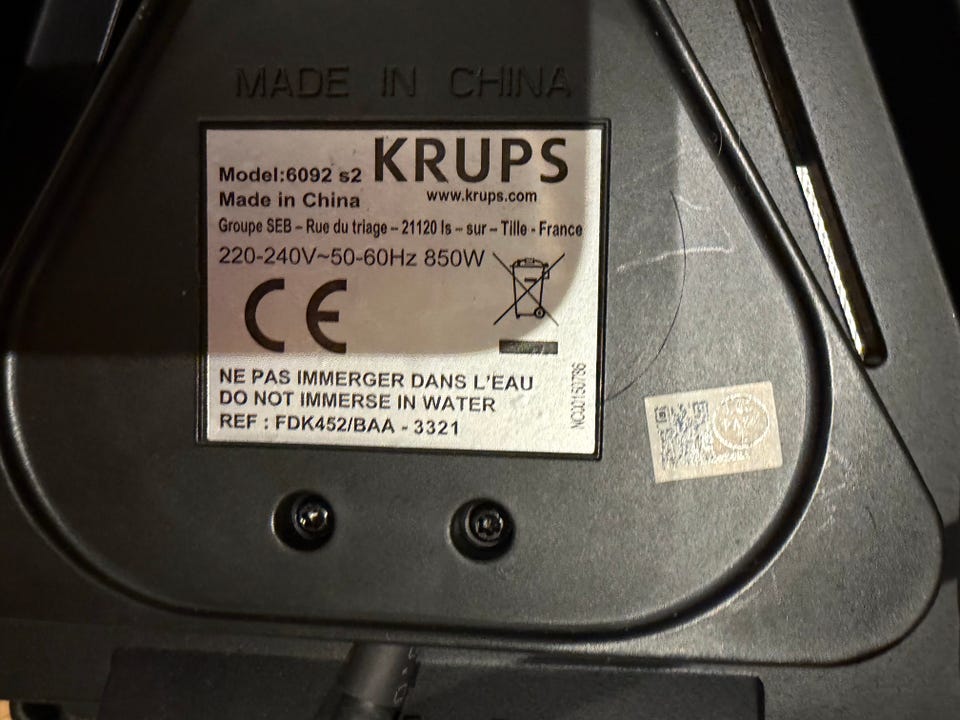 MADE IN CHINA
KRUPS
Model:6092 s2
www.krups.com
Made in China
Groupe SEB – Rue du triage – 21120 Is – sur – Tille - France
220-240V~50-60Hz 850W
CE
NE PAS IMMERGER DANS L'EAU
DO NOT IMMERSE IN WATER
REF : FDK452/BAA - 3321
NC00150786